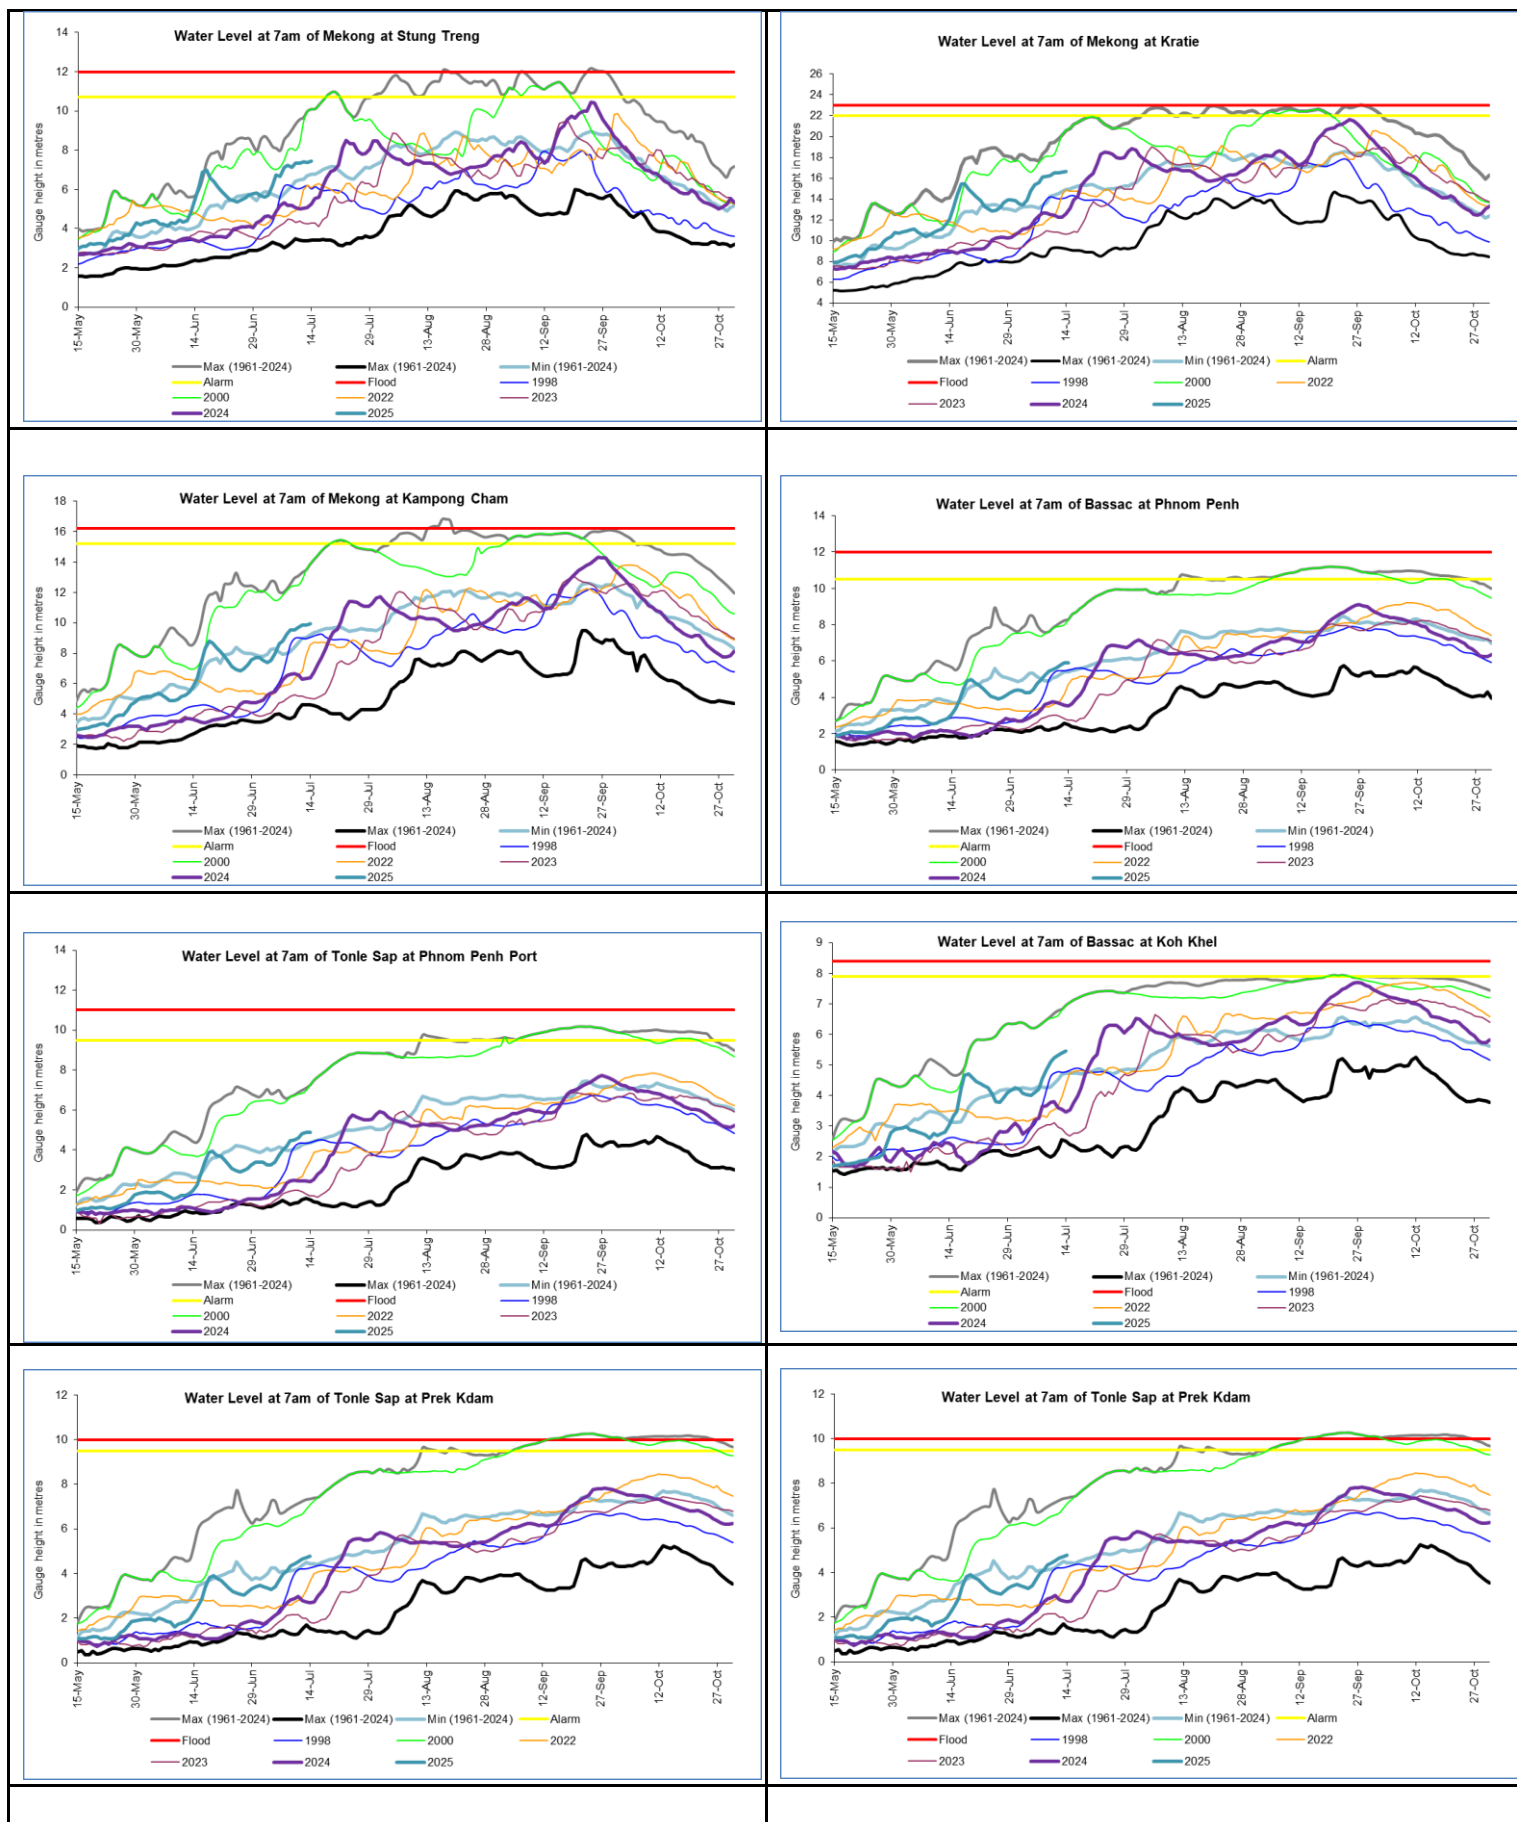 Water Level at 7am of Mekong at Stung Treng
Gauge height in metres
14
12
10
8
6
4
2
0
15-May
30-May
14-Jun
29-Jun
14-Jul
29-Jul
13-Aug
28-Aug
12-Sep
27-Sep
12-Oct
27-Oct
Max (1961-2024) Max (1961-2024) Min (1961-2024)
Alarm Flood 1998
2000 2022 2023
2024 2025
Water Level at 7am of Mekong at Kratie
Gauge height in metres
26
24
22
20
18
16
14
12
10
8
6
4
15-May
30-May
14-Jun
29-Jun
14-Jul
29-Jul
13-Aug
28-Aug
12-Sep
27-Sep
12-Oct
27-Oct
Max (1961-2024) Max (1961-2024) Min (1961-2024) Alarm
Flood 1998 2000 2022
2023 2024 2025
Water Level at 7am of Mekong at Kampong Cham
Gauge height in metres
18
16
14
12
10
8
6
4
2
0
15-May
30-May
14-Jun
29-Jun
14-Jul
29-Jul
13-Aug
28-Aug
12-Sep
27-Sep
12-Oct
27-Oct
Max (1961-2024) Max (1961-2024) Min (1961-2024)
Alarm Flood 1998
2000 2022 2023
2024 2025
Water Level at 7am of Bassac at Phnom Penh
Gauge height in metres
14
12
10
8
6
4
2
0
15-May
30-May
14-Jun
29-Jun
14-Jul
29-Jul
13-Aug
28-Aug
12-Sep
27-Sep
12-Oct
27-Oct
Max (1961-2024) Max (1961-2024) Min (1961-2024)
Alarm Flood 1998
2000 2022 2023
2024 2025
Water Level at 7am of Tonle Sap at Phnom Penh Port
Gauge height in metres
14
12
10
8
6
4
2
0
15-May
30-May
14-Jun
29-Jun
14-Jul
29-Jul
13-Aug
28-Aug
12-Sep
27-Sep
12-Oct
27-Oct
Max (1961-2024) Max (1961-2024) Min (1961-2024)
Alarm Flood 1998
2000 2022 2023
2024 2025
Water Level at 7am of Bassac at Koh Khel
Gauge height in metres
9
8
7
6
5
4
3
2
1
0
15-May
30-May
14-Jun
29-Jun
14-Jul
29-Jul
13-Aug
28-Aug
12-Sep
27-Sep
12-Oct
27-Oct
Max (1961-2024) Max (1961-2024) Min (1961-2024)
Alarm Flood 1998
2000 2022 2023
2024 2025
Water Level at 7am of Tonle Sap at Prek Kdam
Gauge height in metres
12
10
8
6
4
2
0
15-May
30-May
14-Jun
29-Jun
14-Jul
29-Jul
13-Aug
28-Aug
12-Sep
27-Sep
12-Oct
27-Oct
Max (1961-2024) Max (1961-2024) Min (1961-2024) Alarm
Flood 1998 2000 2022
2023 2024 2025
Water Level at 7am of Tonle Sap at Prek Kdam
Gauge height in metres
12
10
8
6
4
2
0
15-May
30-May
14-Jun
29-Jun
14-Jul
29-Jul
13-Aug
28-Aug
12-Sep
27-Sep
12-Oct
27-Oct
Max (1961-2024) Max (1961-2024) Min (1961-2024) Alarm
Flood 1998 2000 2022
2023 2024 2025